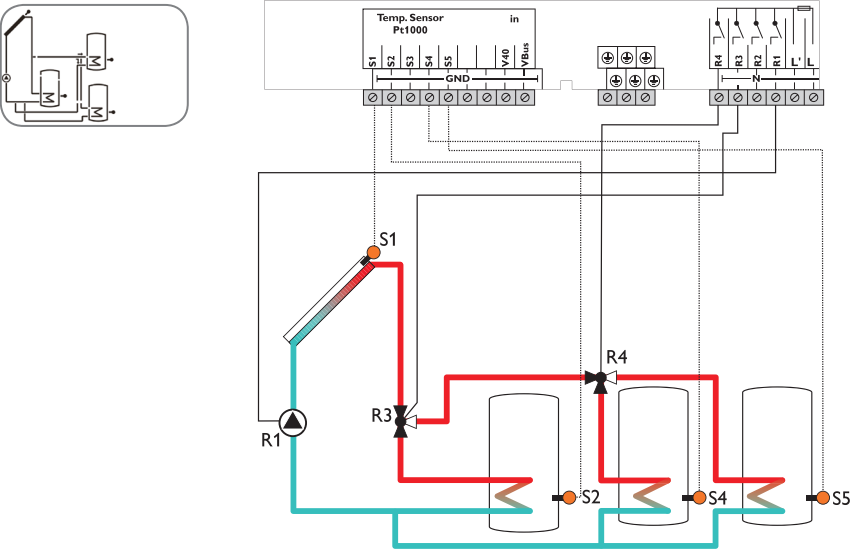 Temp. Sensor
Pt1000
in
S1 S2 S3 S4 S5 V40 VBus
GND
R4 R3 R2 R1 L' L
N
S1
R4
R3
R1
S2
S4
S5